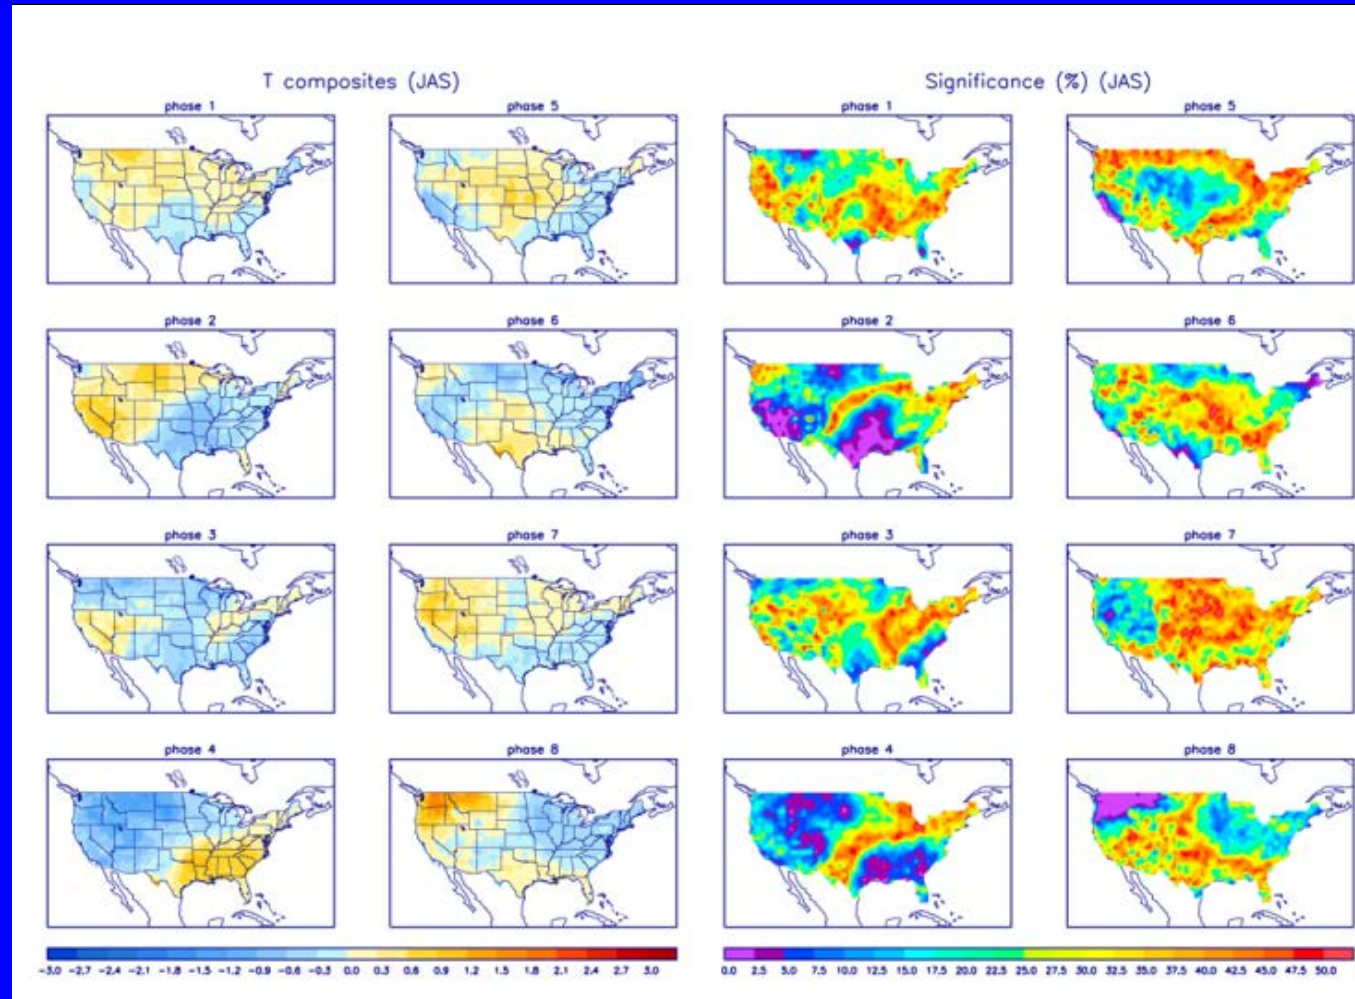 T composites (JAS)
Significance (%) (JAS)
phase 1
phase 5
phase 1
phase 5
phase 2
phase 6
phase 2
phase 6
phase 3
phase 7
phase 3
phase 7
phase 4
phase 8
phase 4
phase 8
-3.0 -2.7 -2.4 -2.1 -1.8 -1.5 -1.2 -0.9 -0.6 -0.3 0.0 0.3 0.6 0.9 1.2 1.5 1.8 2.1 2.4 2.7 3.0
0.0 2.5 5.0 7.5 10.0 12.5 15.0 17.5 20.0 22.5 25.0 27.5 30.0 32.5 35.0 37.5 40.0 42.5 45.0 47.5 50.0